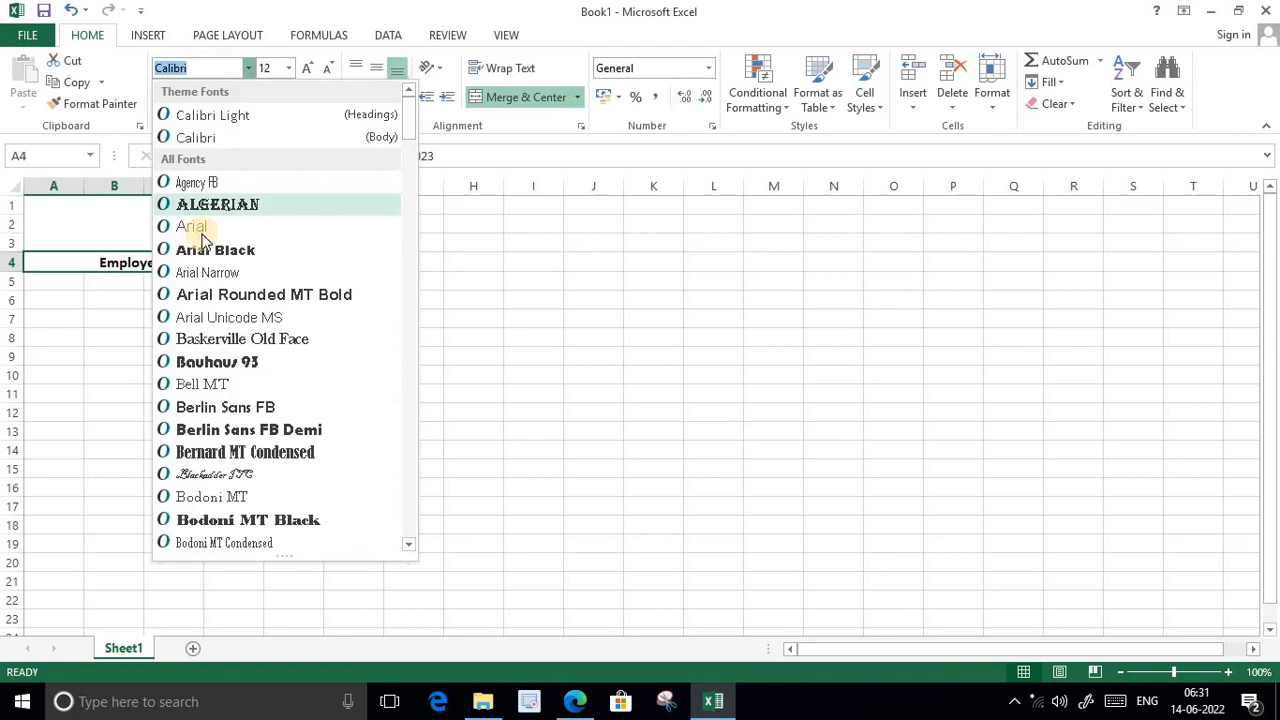 Book1 - Microsoft Excel
?
FILE
HOME
INSERT
PAGE LAYOUT
FORMULAS
DATA
REVIEW
VIEW
Sign in
Paste
Cut
Copy
Format Painter
Clipboard
Calibri
12
Wrap Text
Merge & Center
Alignment
General
%
Number
Conditional Formatting
Format as Table
Cell Styles
Styles
Insert
Delete
Format
Cells
AutoSum
Fill
Clear
Sort & Filter
Find & Select
Editing
Theme Fonts
Calibri Light (Headings)
Calibri (Body)
All Fonts
Agency FB
ALGERIAN
Arial
Arial Black
Arial Narrow
Arial Rounded MT Bold
Arial Unicode MS
Baskerville Old Face
Bauhaus 93
Bell MT
Berlin Sans FB
Berlin Sans FB Demi
Bernard MT Condensed
Blackadder ITC
Bodoni MT
Bodoni MT Black
Bodoni MT Condensed
A4
023
A B H I J K L M N O P Q R S T U
1
2
3
4 Employe
5
6
7
8
9
10
11
12
13
14
15
16
17
18
19
20
21
22
23
Sheet1
READY
100%
Type here to search
ENG
06:31
14-06-2022
2